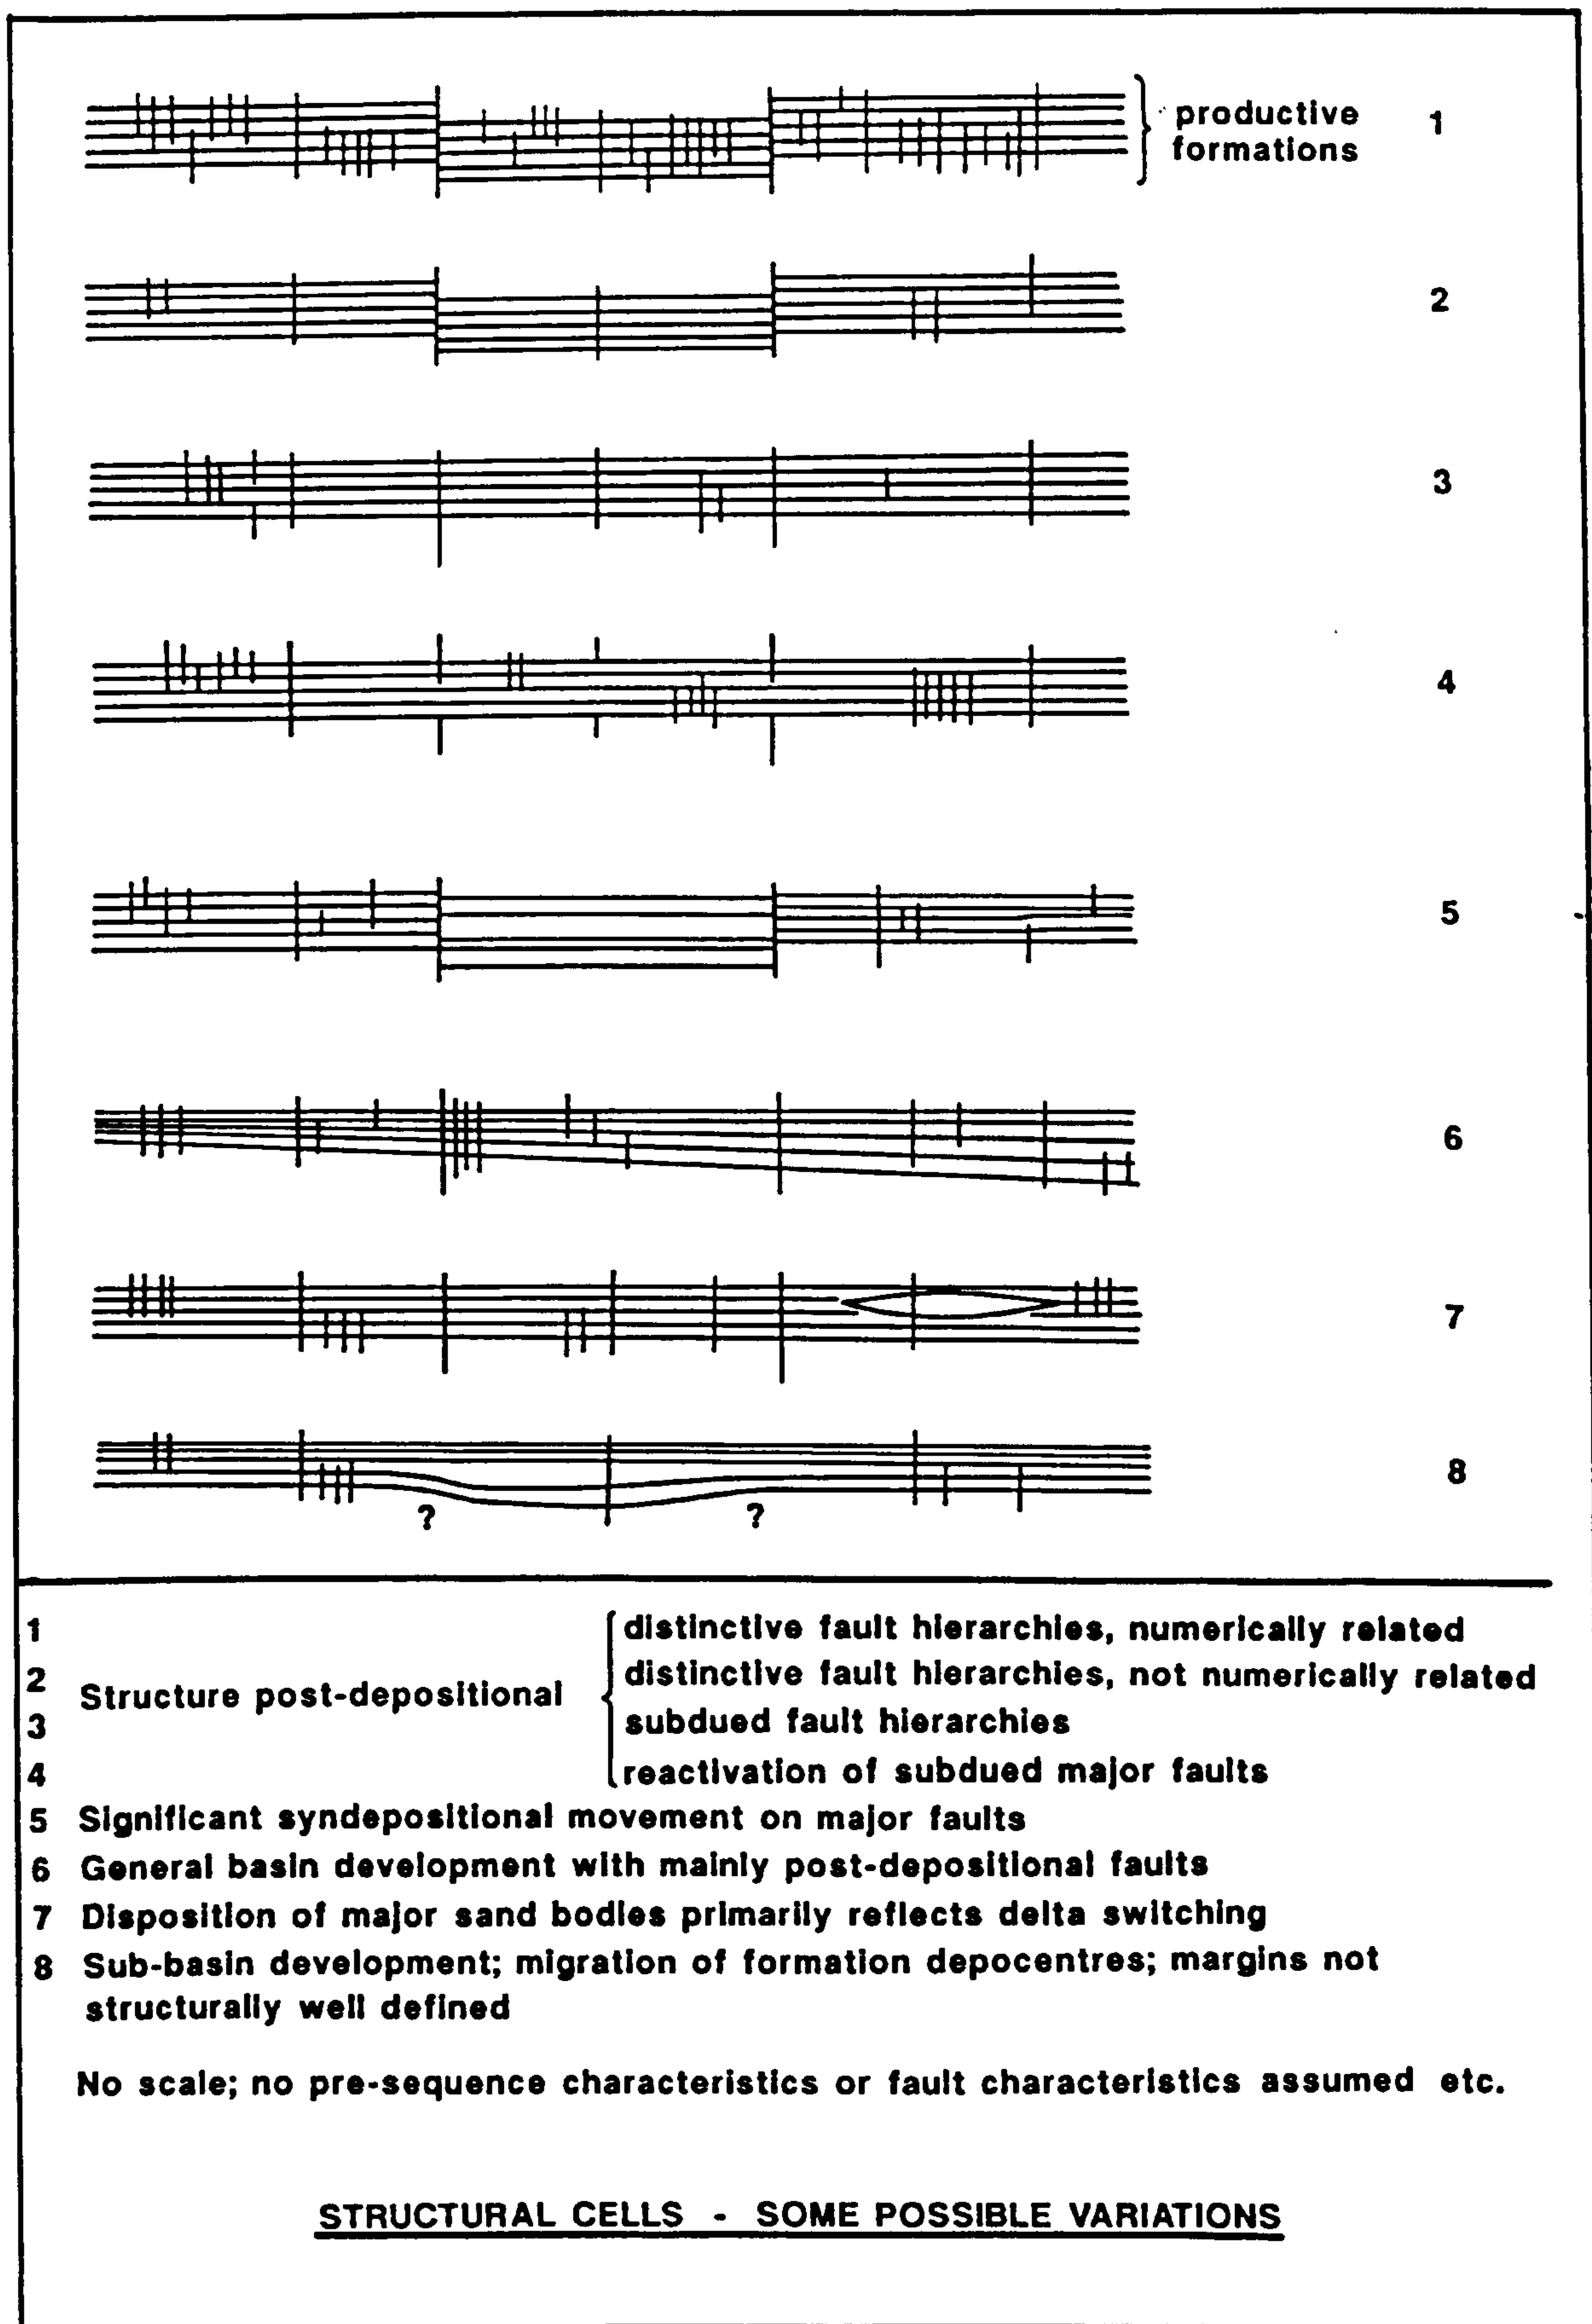 productive 1
formations
2
3
4
5
6
7
8
? ?
1 distinctive fault hierarchies, numerically related
2 distinctive fault hierarchies, not numerically related
Structure post-depositional
3 subdued fault hierarchies
4 reactivation of subdued major faults
5 Significant syndepositional movement on major faults
6 General basin development with mainly post-depositional faults
7 Disposition of major sand bodies primarily reflects delta switching
8 Sub-basin development; migration of formation depocentres; margins not
structurally well defined
No scale; no pre-sequence characteristics or fault characteristics assumed etc.
STRUCTURAL CELLS - SOME POSSIBLE VARIATIONS